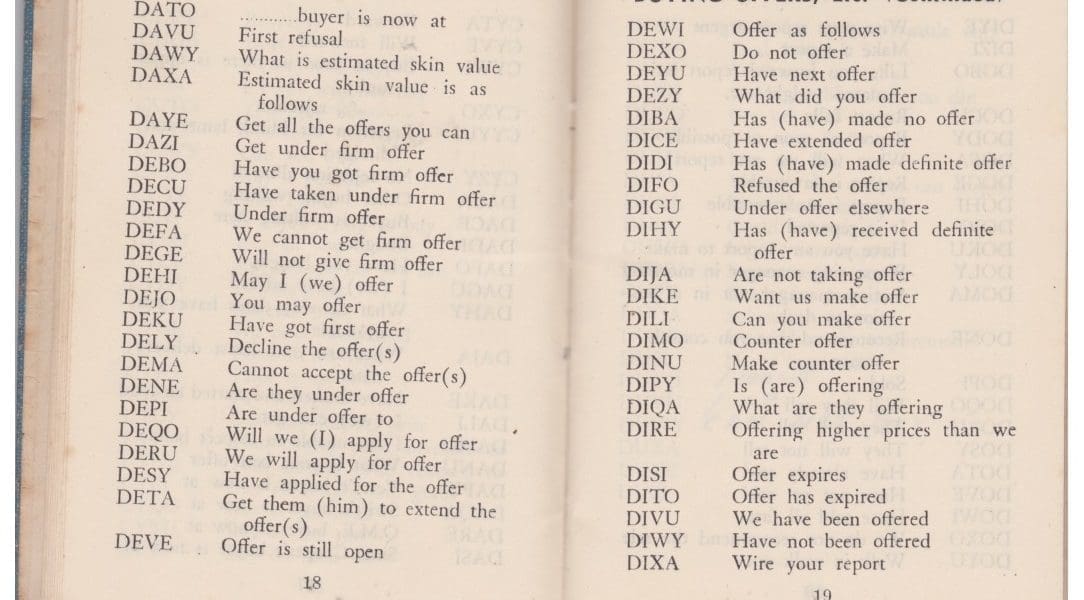 DATO ............buyer is now at
DAVU First refusal
DAWY What is estimated skin value
DAXA Estimated skin value is as
follows
DAYE Get all the offers you can
DAZI Get under firm offer
DEBO Have you got firm offer
DECU Have taken under firm offer
DEDY Under firm offer
DEFA We cannot get firm offer
DEGE Will not give firm offer
DEHI May I (we) offer
DEJO You may offer
DEKU Have got first offer
DELY Decline the offer(s)
DEMA Cannot accept the offer(s)
DENE Are they under offer
DEPI Are under offer to
DEQO Will we (I) apply for offer
DERU We will apply for offer
DESY Have applied for the offer
DETA Get them (him) to extend the
offer(s)
DEVE Offer is still open
18
DEWI Offer as follows
DEXO Do not offer
DEYU Have next offer
DEZY What did you offer
DIBA Has (have) made no offer
DICE Have extended offer
DIDI Has (have) made definite offer
DIFO Refused the offer
DIGU Under offer elsewhere
DIHY Has (have) received definite
offer
DIJA Are not taking offer
DIKE Want us make offer
DILI Can you make offer
DIMO Counter offer
DINU Make counter offer
DIPY Is (are) offering
DIQA What are they offering
DIRE Offering higher prices than we
are
DISI Offer expires
DITO Offer has expired
DIVU We have been offered
DIWY Have not been offered
DIXA Wire your report
19